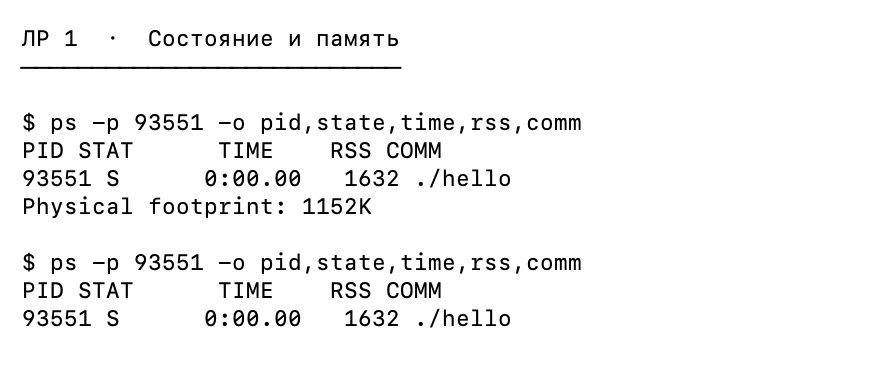 ЛР 1  ·  Состояние и память
$ ps -p 93551 -o pid,state,time,rss,comm
PID STAT      TIME    RSS COMM
93551 S      0:00.00   1632 ./hello
Physical footprint: 1152K
$ ps -p 93551 -o pid,state,time,rss,comm
PID STAT      TIME    RSS COMM
93551 S      0:00.00   1632 ./hello